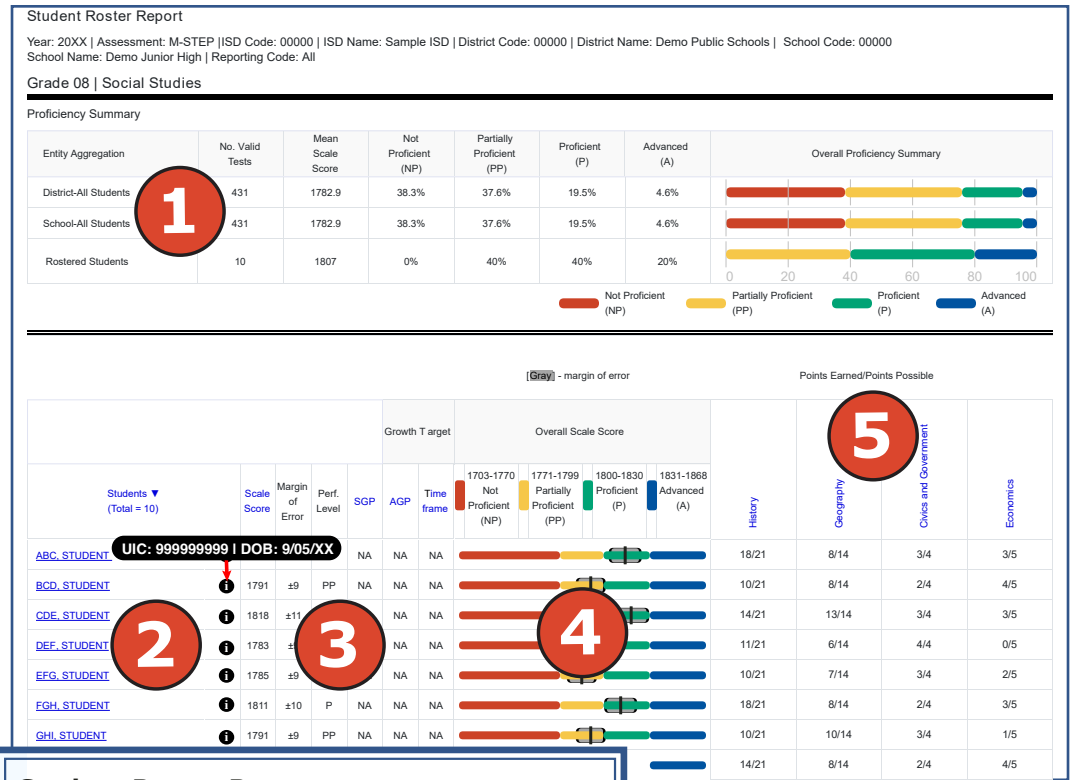 Student Roster Report
Year: 20XX | Assessment: M-STEP |ISD Code: 00000 | ISD Name: Sample ISD | District Code: 00000 | District Name: Demo Public Schools | School Code: 00000
School Name: Demo Junior High | Reporting Code: All
Grade 08 | Social Studies
Proficiency Summary
Entity Aggregation No. Valid Tests Mean Scale Score Not Proficient (NP) Partially Proficient (PP) Proficient (P) Advanced (A) Overall Proficiency Summary
District-All Students 431 1782.9 38.3% 37.6% 19.5% 4.6%
1
School-All Students 431 1782.9 38.3% 37.6% 19.5% 4.6%
Rostered Students 10 1807 0% 40% 40% 20%
0 20 40 60 80 100
Not Proficient (NP) Partially Proficient (PP) Proficient (P) Advanced (A)
[Gray] - margin of error Points Earned/Points Possible
Growth T arget Overall Scale Score
5
Students ▼ (Total = 10) Scale Score Margin of Error Perf. Level SGP AGP Time frame 1703-1770 Not Proficient (NP) 1771-1799 Partially Proficient (PP) 1800-1830 Proficient (P) 1831-1868 Advanced (A) History Geography Civics and Government Economics
UIC: 999999999 I DOB: 9/05/XX
ABC, STUDENT NA NA NA 18/21 8/14 3/4 3/5
BCD, STUDENT i 1791 ±9 PP NA NA NA 10/21 8/14 2/4 4/5
CDE, STUDENT i 1818 ±11 NA NA 14/21 13/14 3/4 3/5
2 3 4
DEF, STUDENT i 1783 NA NA 11/21 6/14 4/4 0/5
EFG, STUDENT i 1785 ±9 NA NA 10/21 7/14 3/4 2/5
FGH, STUDENT i 1811 ±10 P NA NA NA 18/21 8/14 2/4 3/5
GHI, STUDENT i 1791 ±9 PP NA NA NA 10/21 10/14 3/4 1/5
14/21 8/14 2/4 4/5